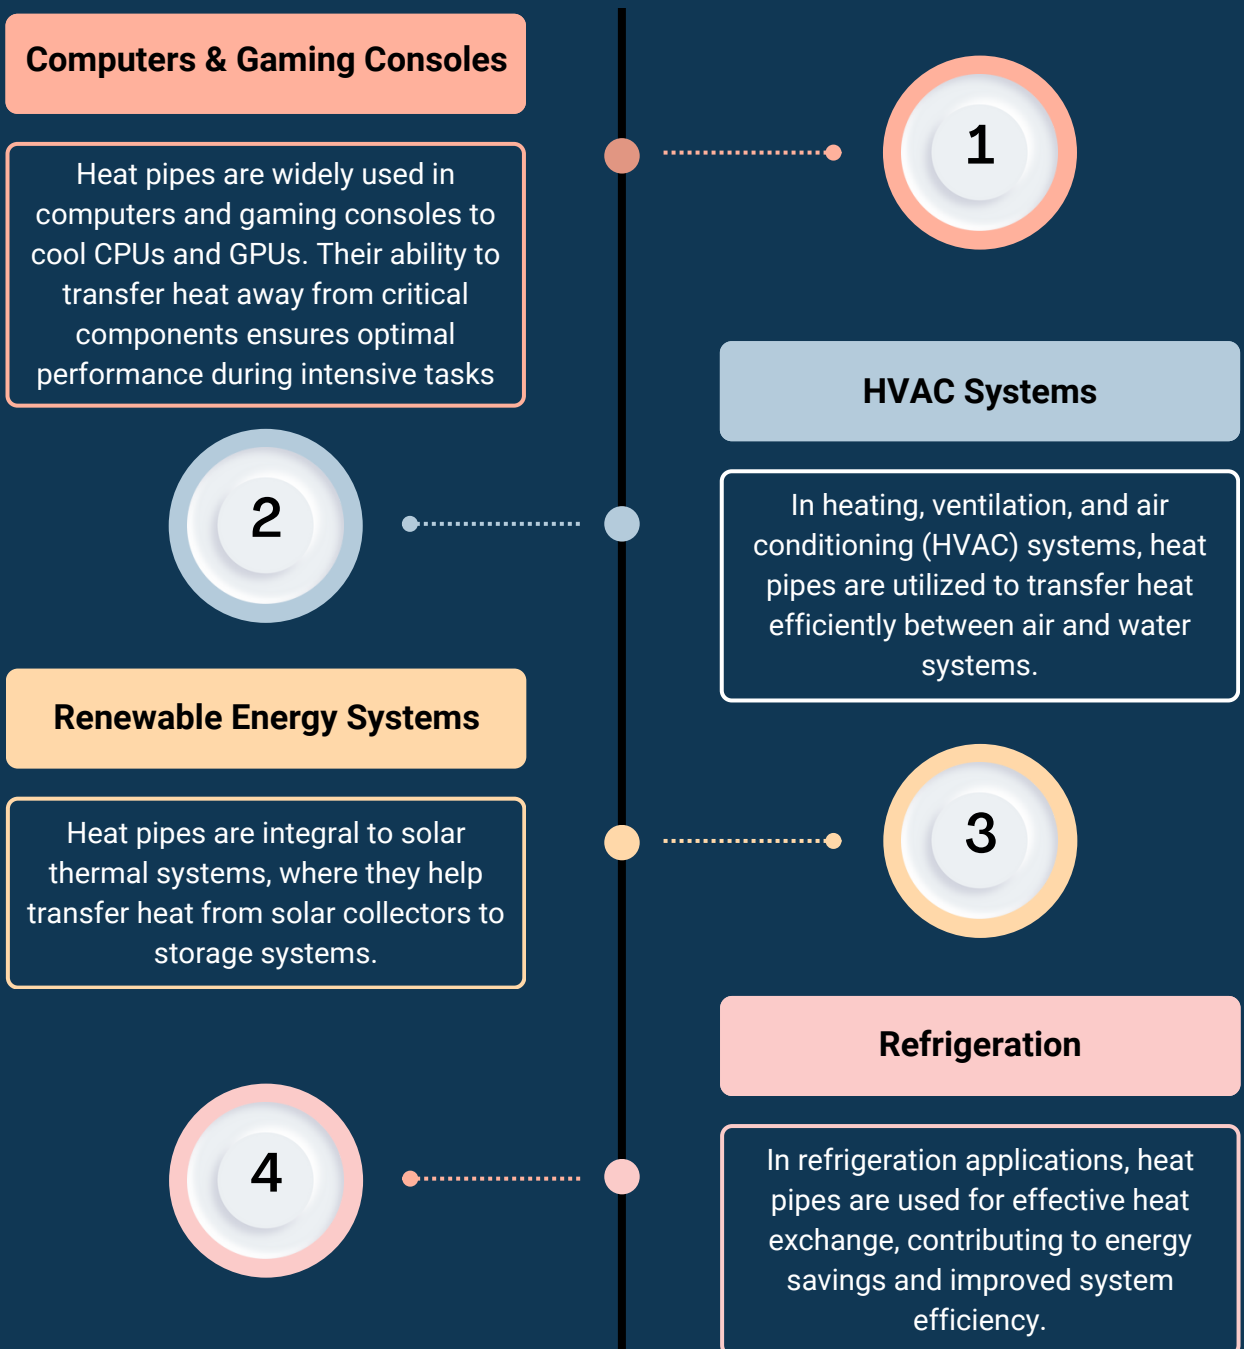 Computers & Gaming Consoles
1
Heat pipes are widely used in
computers and gaming consoles to
cool CPUs and GPUs. Their ability to
transfer heat away from critical
components ensures optimal
performance during intensive tasks
HVAC Systems
2
In heating, ventilation, and air
conditioning (HVAC) systems, heat
pipes are utilized to transfer heat
efficiently between air and water
systems.
Renewable Energy Systems
3
Heat pipes are integral to solar
thermal systems, where they help
transfer heat from solar collectors to
storage systems.
Refrigeration
4
In refrigeration applications, heat
pipes are used for effective heat
exchange, contributing to energy
savings and improved system
efficiency.